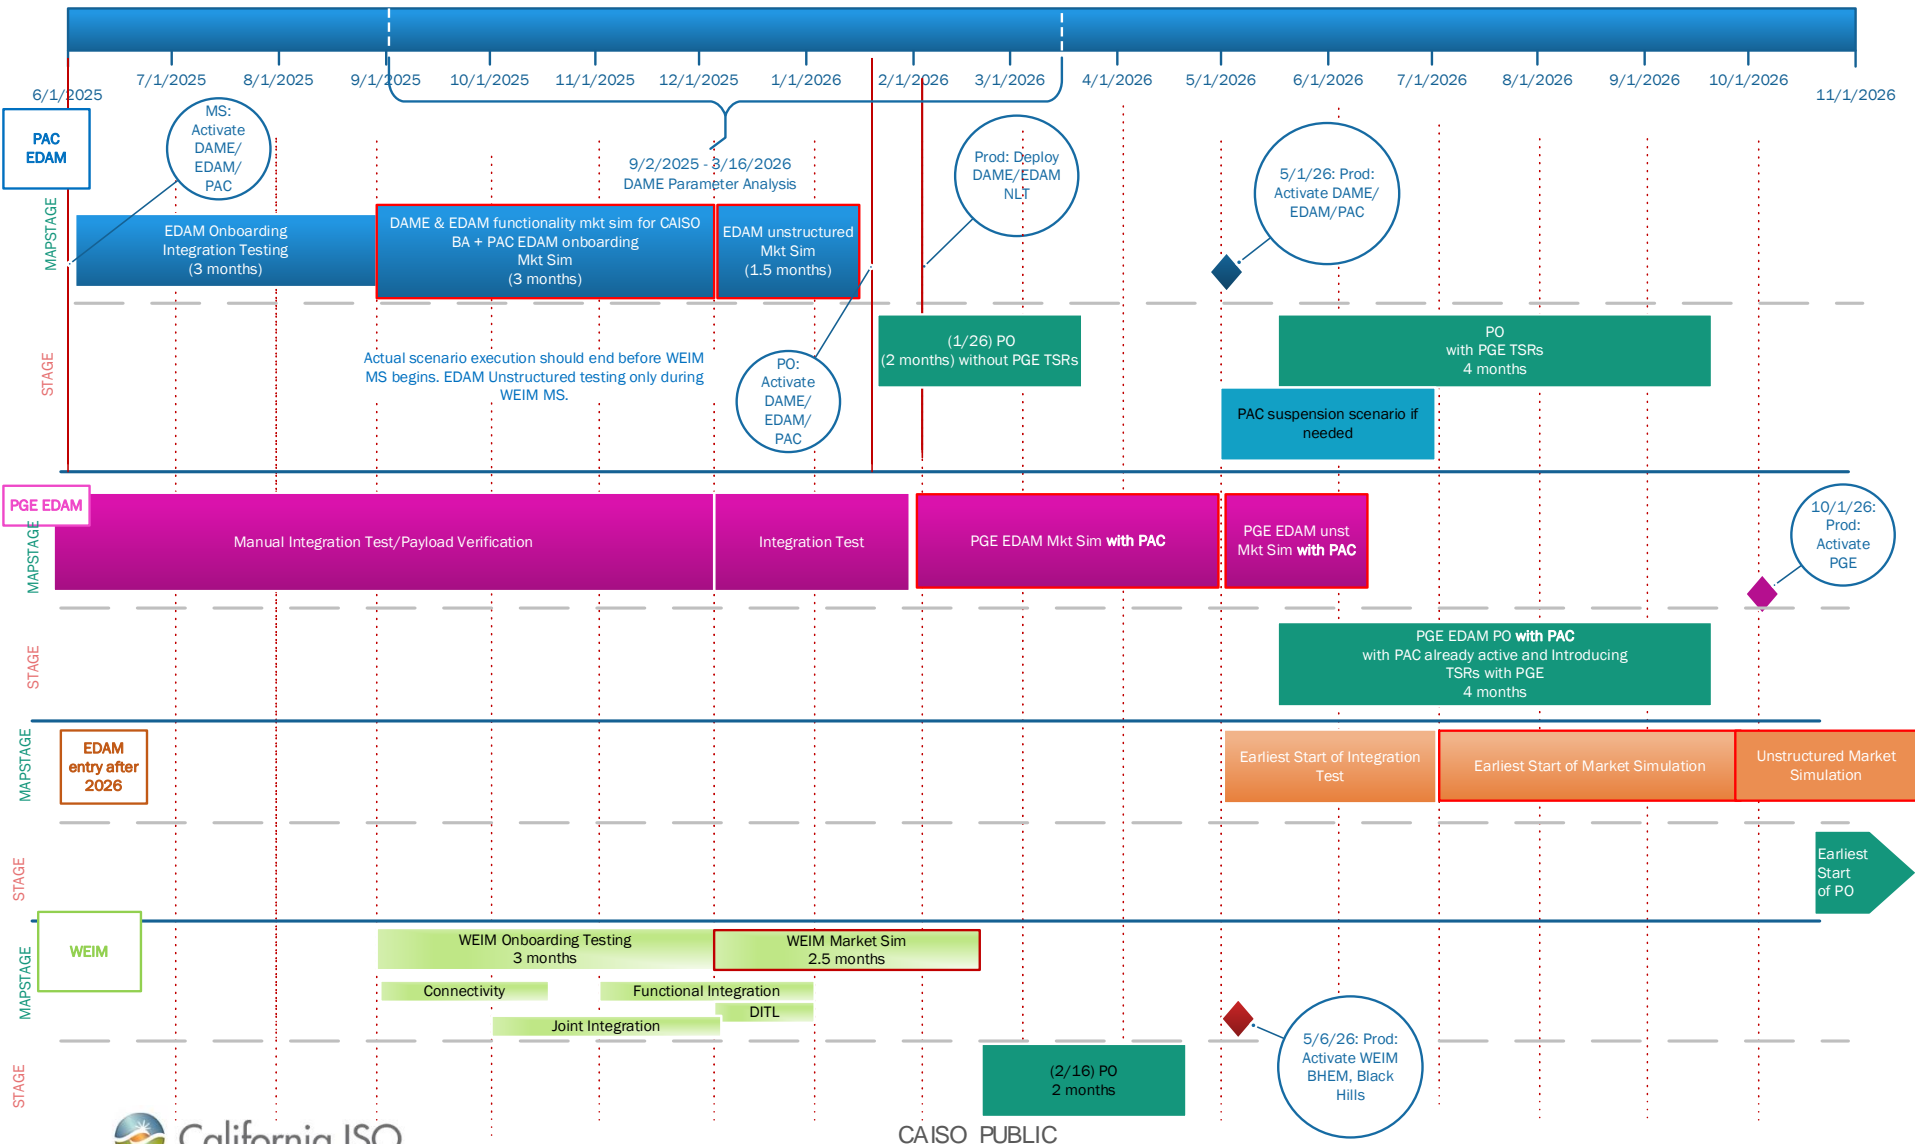 7/1/2025
8/1/2025
9/1/2025
10/1/2025
11/1/2025
12/1/2025
1/1/2026
2/1/2026
3/1/2026
4/1/2026
5/1/2026
6/1/2026
7/1/2026
8/1/2026
9/1/2026
10/1/2026
6/1/2025
11/1/2026
PAC
EDAM
MS:
Activate
DAME/
EDAM/
PAC
9/2/2025 - 3/16/2026
DAME Parameter Analysis
Prod: Deploy
DAME/EDAM
NLT
5/1/26: Prod:
Activate DAME/
EDAM/PAC
MAPSTAGE
EDAM Onboarding
Integration Testing
(3 months)
DAME & EDAM functionality mkt sim for CAISO
BA + PAC EDAM onboarding
Mkt Sim
(3 months)
EDAM unstructured
Mkt Sim
(1.5 months)
STAGE
Actual scenario execution should end before WEIM
MS begins. EDAM Unstructured testing only during
WEIM MS.
PO:
Activate
DAME/
EDAM/
PAC
(1/26) PO
(2 months) without PGE TSRs
PO
with PGE TSRs
4 months
PAC suspension scenario if
needed
PGE EDAM
MAPSTAGE
Manual Integration Test/Payload Verification
Integration Test
PGE EDAM Mkt Sim with PAC
PGE EDAM unst
Mkt Sim with PAC
10/1/26:
Prod:
Activate
PGE
STAGE
PGE EDAM PO with PAC
with PAC already active and Introducing
TSRs with PGE
4 months
MAPSTAGE
EDAM
entry after
2026
Earliest Start of Integration
Test
Earliest Start of Market Simulation
Unstructured Market
Simulation
STAGE
Earliest
Start
of PO
WEIM
MAPSTAGE
WEIM Onboarding Testing
3 months
WEIM Market Sim
2.5 months
Connectivity
Functional Integration
DITL
Joint Integration
STAGE
(2/16) PO
2 months
5/6/26: Prod:
Activate WEIM
BHEM, Black
Hills
California ISO
CAISO PUBLIC